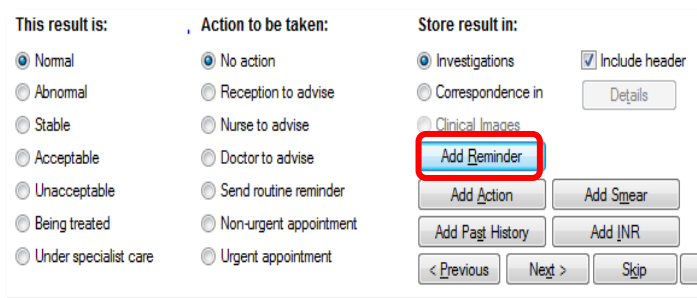 This result is:
Normal
Abnormal
Stable
Acceptable
Unacceptable
Being treated
Under specialist care
Action to be taken:
No action
Reception to advise
Nurse to advise
Doctor to advise
Send routine reminder
Non-urgent appointment
Urgent appointment
Store result in:
Investigations
Include header
Correspondence in
Details
Clinical Images
Add Reminder
Add Action
Add Smear
Add Past History
Add INR
< Previous
Next >
Skip